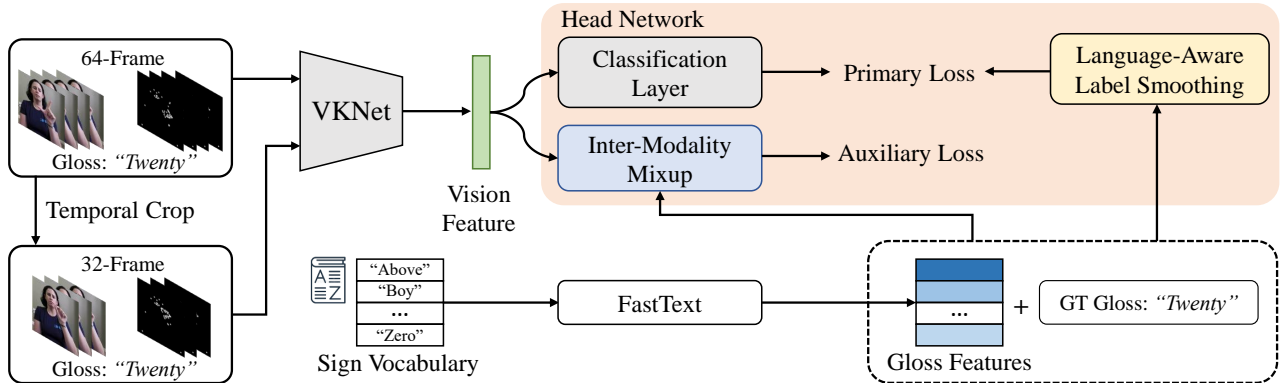 64-Frame
Gloss: “Twenty”
Temporal Crop
32-Frame
Gloss: “Twenty”
VKNet
Vision
Feature
Head Network
Classification
Layer
Primary Loss
Language-Aware
Label Smoothing
Inter-Modality
Mixup
Auxiliary Loss
A
Z
“Above”
“Boy”
...
“Zero”
Sign Vocabulary
FastText
...
Gloss Features
+
GT Gloss: “Twenty”